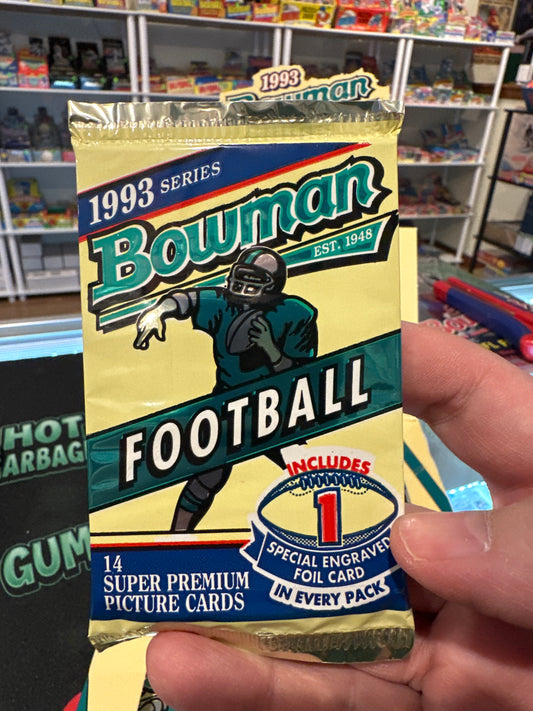 1993
Bowman
1993 SERIES
Bowman
EST. 1948
FOOTBALL
INCLUDES
1
SPECIAL ENGRAVED
FOIL CARD
IN EVERY PACK
14
SUPER PREMIUM
PICTURE CARDS
HOT
GUM